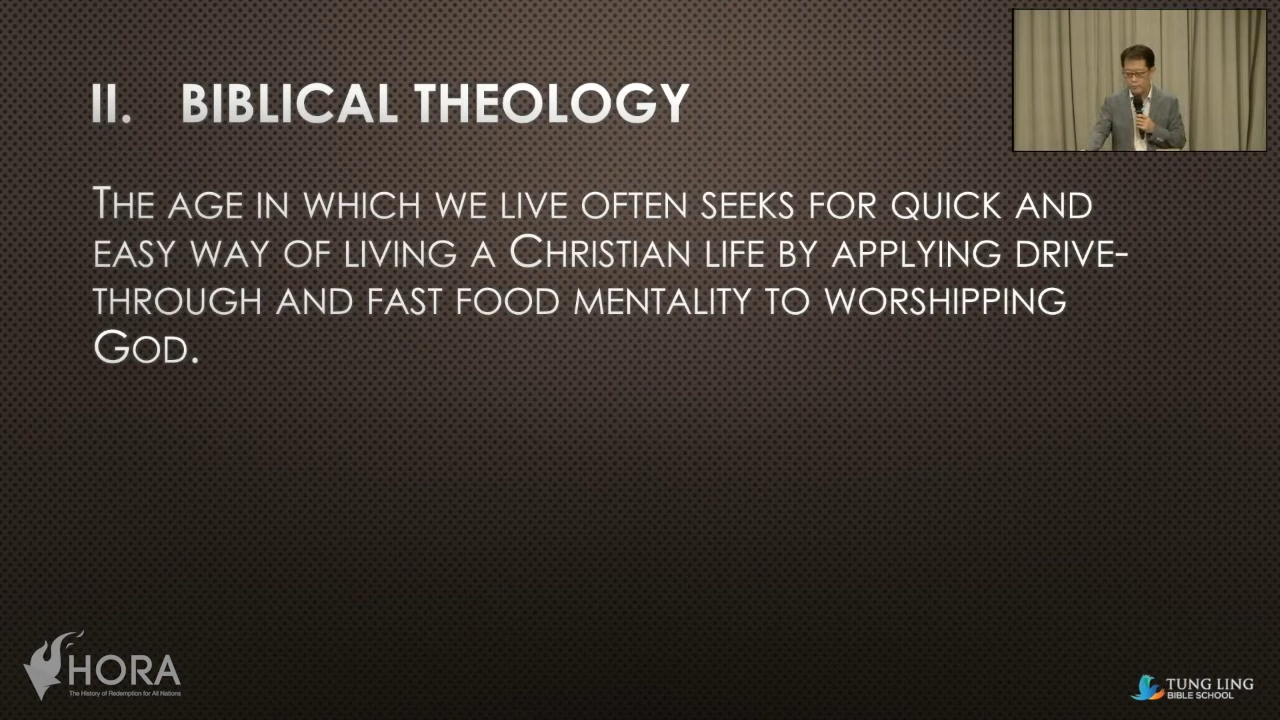 II. BIBLICAL THEOLOGY
The age in which we live often seeks for quick and
easy way of living a Christian life by applying drive-
through and fast food mentality to worshipping
God.
HORA
The History of Redemption for All Nations
TUNG LING
BIBLE SCHOOL